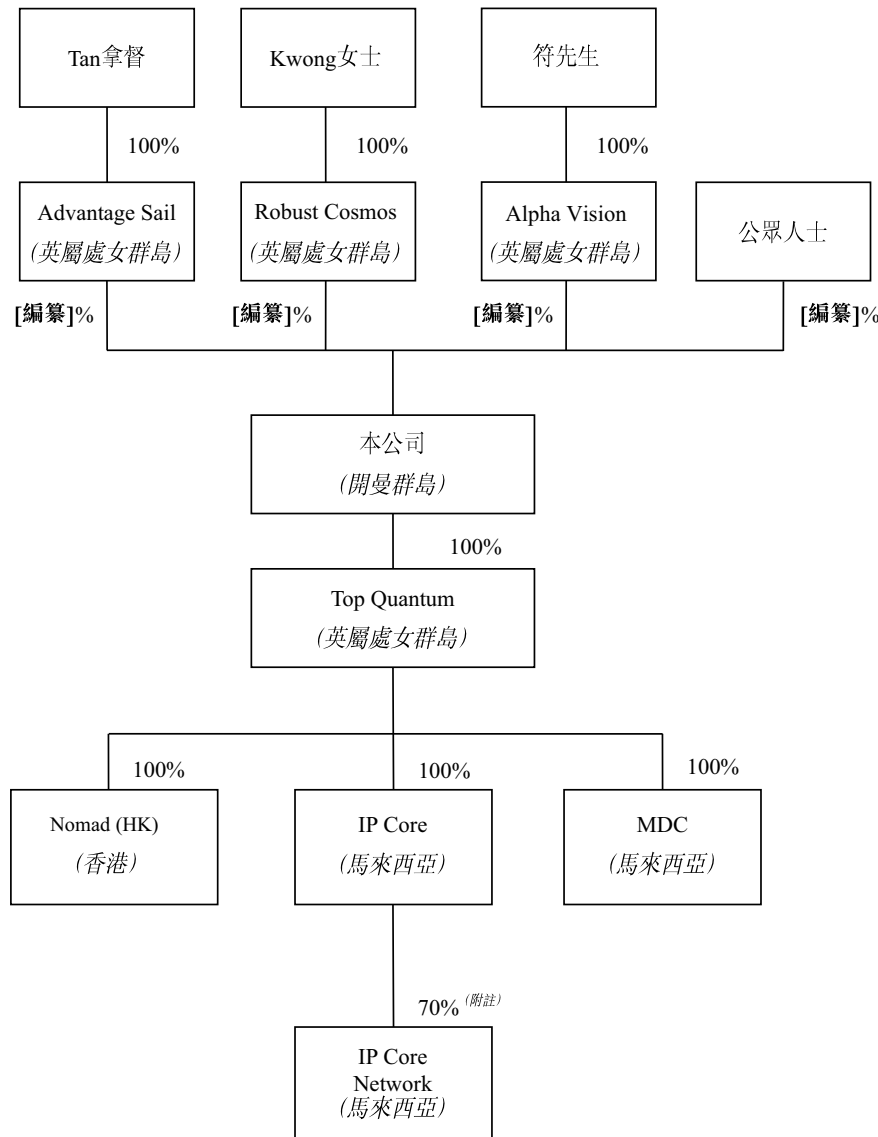 Tan拿督
Kwong女士
符先生
100%
100%
100%
Advantage Sail
(英屬處女群島)
Robust Cosmos
(英屬處女群島)
Alpha Vision
(英屬處女群島)
公眾人士
[編纂]%
[編纂]%
[編纂]%
[編纂]%
本公司
(開曼群島)
100%
Top Quantum
(英屬處女群島)
100%
100%
100%
Nomad (HK)
(香港)
IP Core
(馬來西亞)
MDC
(馬來西亞)
70% (附註)
IP Core
Network
(馬來西亞)